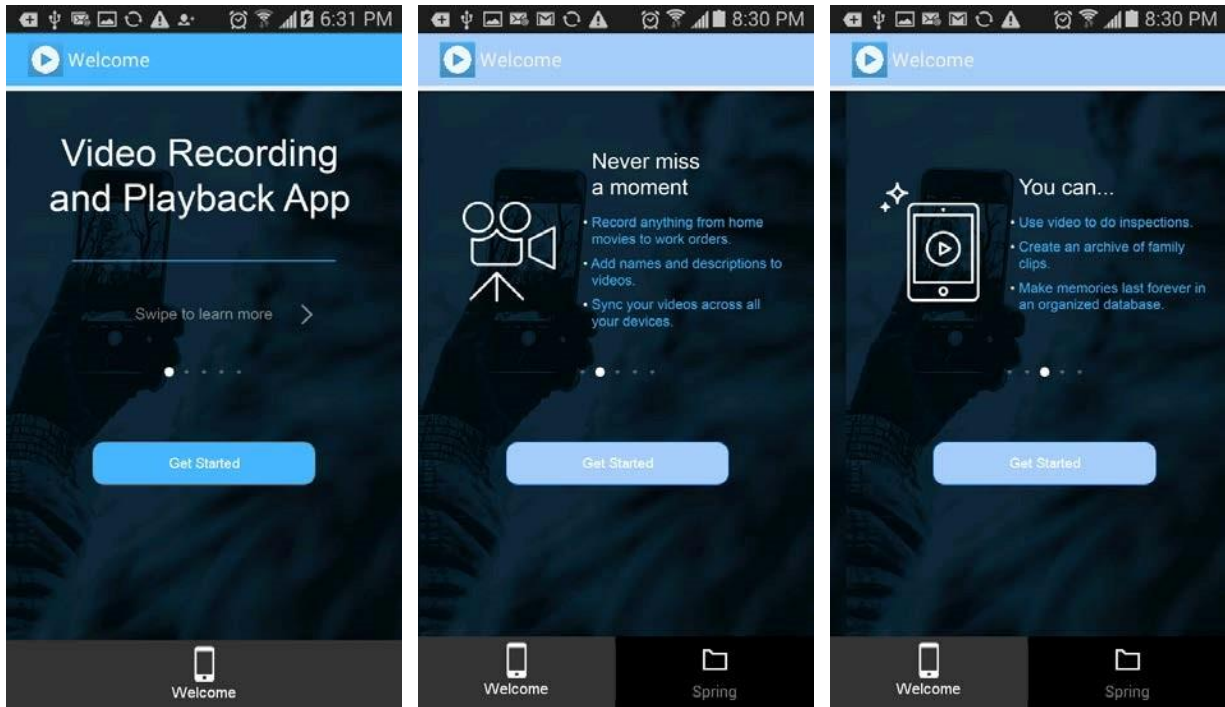 6:31 PM
Welcome
Video Recording
and Playback App
Swipe to learn more
Get Started
Welcome
8:30 PM
Welcome
Never miss
a moment
• Record anything from home
movies to work orders.
• Add names and descriptions to
videos.
• Sync your videos across all
your devices.
Get Started
Welcome
Spring
8:30 PM
Welcome
You can...
• Use video to do inspections.
• Create an archive of family
clips.
• Make memories last forever in
an organized database.
Get Started
Welcome
Spring